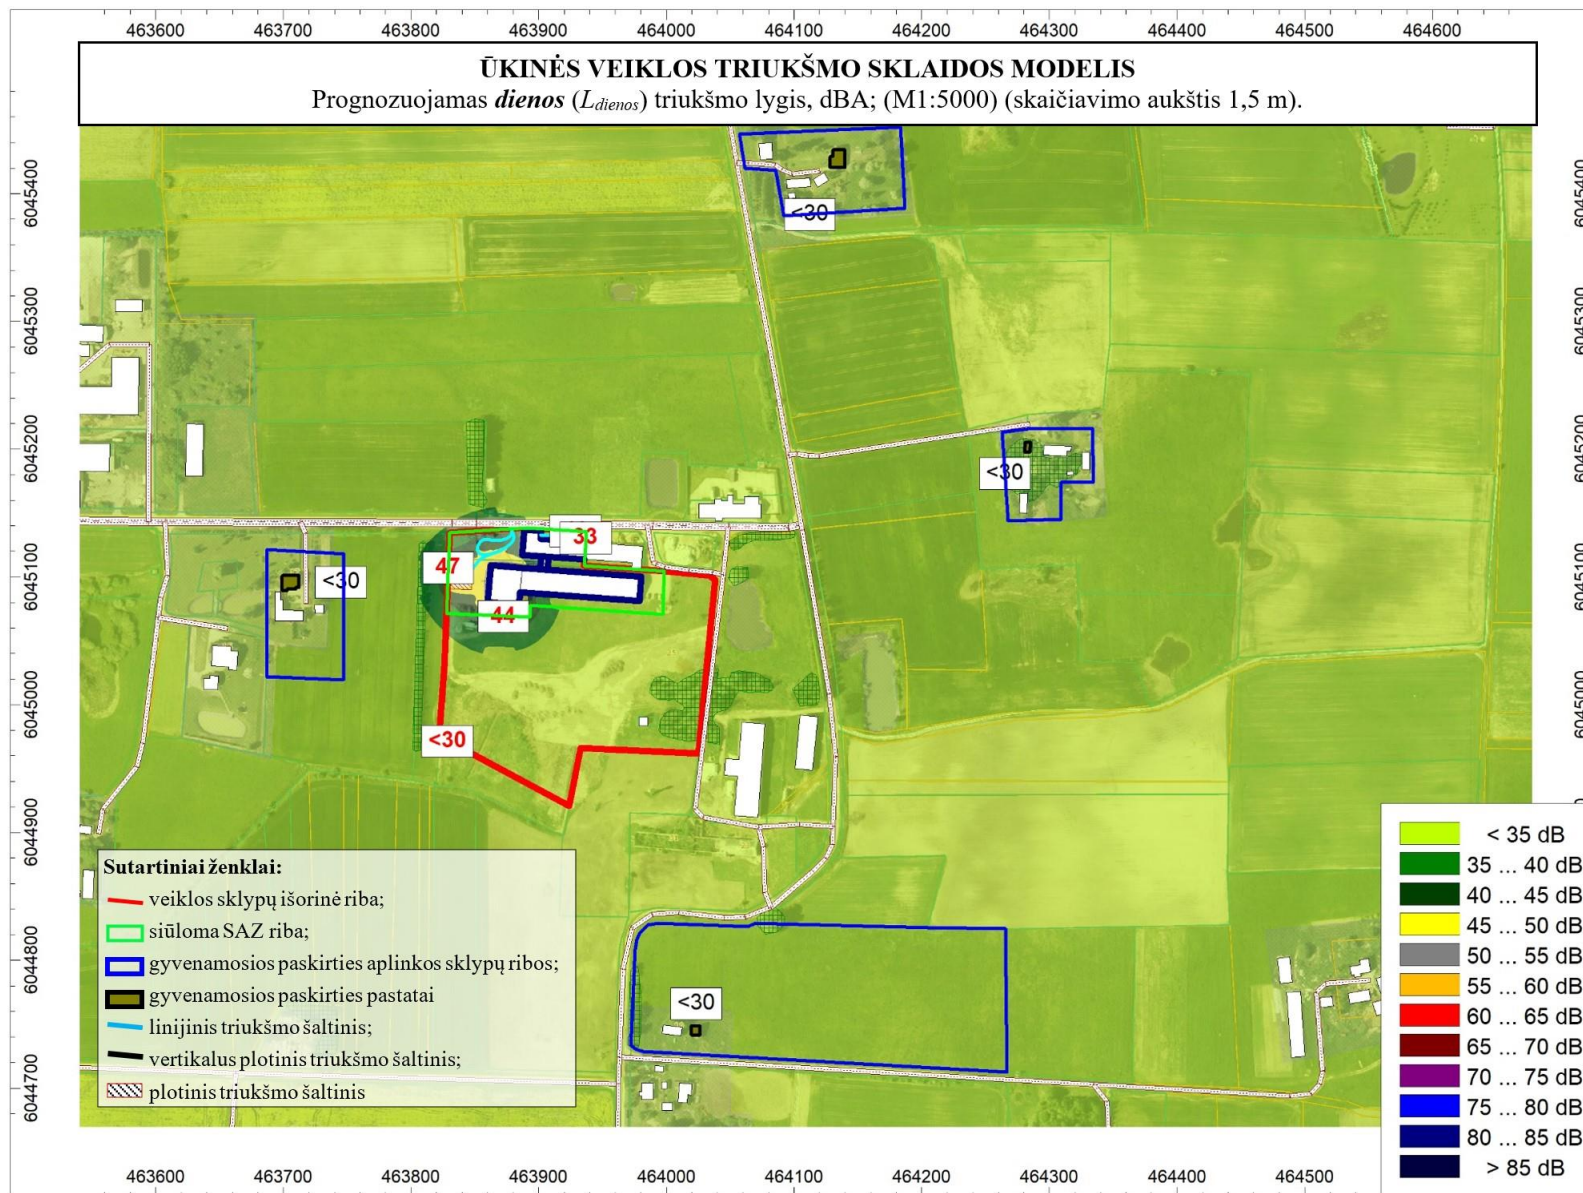 463600 463700 463800 463900 464000 464100 464200 464300 464400 464500 464600
ŪKINĖS VEIKLOS TRIUKŠMO SKLAIDOS MODELIS
Prognozuojamas dienos (Ldienos) triukšmo lygis, dBA; (M1:5000) (skaičiavimo aukštis 1,5 m).
6045400
6045300
6045200
6045100
6045000
6044900
6044800
6044700
6045400
6045300
6045200
6045100
6045000
<30
<30
33
47
<30
44
<30
<30
Sutartiniai ženklai:
veiklos sklypų išorinė riba;
siūloma SAZ riba;
gyvenamosios paskirties aplinkos sklypų ribos;
gyvenamosios paskirties pastatai
linijinis triukšmo šaltinis;
vertikalus plotinis triukšmo šaltinis;
plotinis triukšmo šaltinis
< 35 dB
35 ... 40 dB
40 ... 45 dB
45 ... 50 dB
50 ... 55 dB
55 ... 60 dB
60 ... 65 dB
65 ... 70 dB
70 ... 75 dB
75 ... 80 dB
80 ... 85 dB
> 85 dB
463600 463700 463800 463900 464000 464100 464200 464300 464400 464500